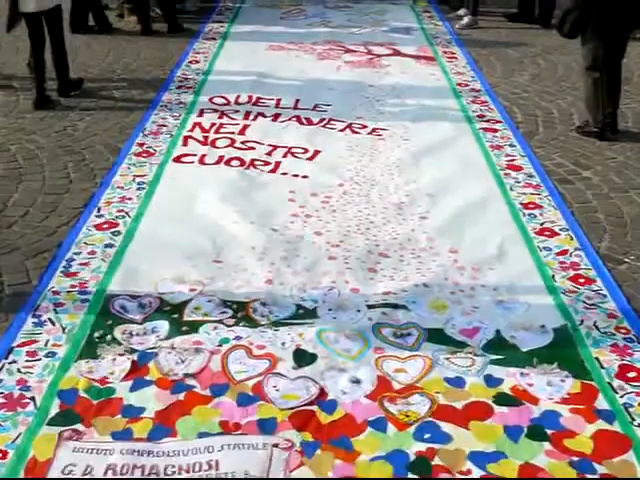 QUELLE
PRIMAVERE
NEI
NOSTRI
CUORI...
ISTITUTO COMPRENSIVO STATALE
G.D. ROMAGNOSI